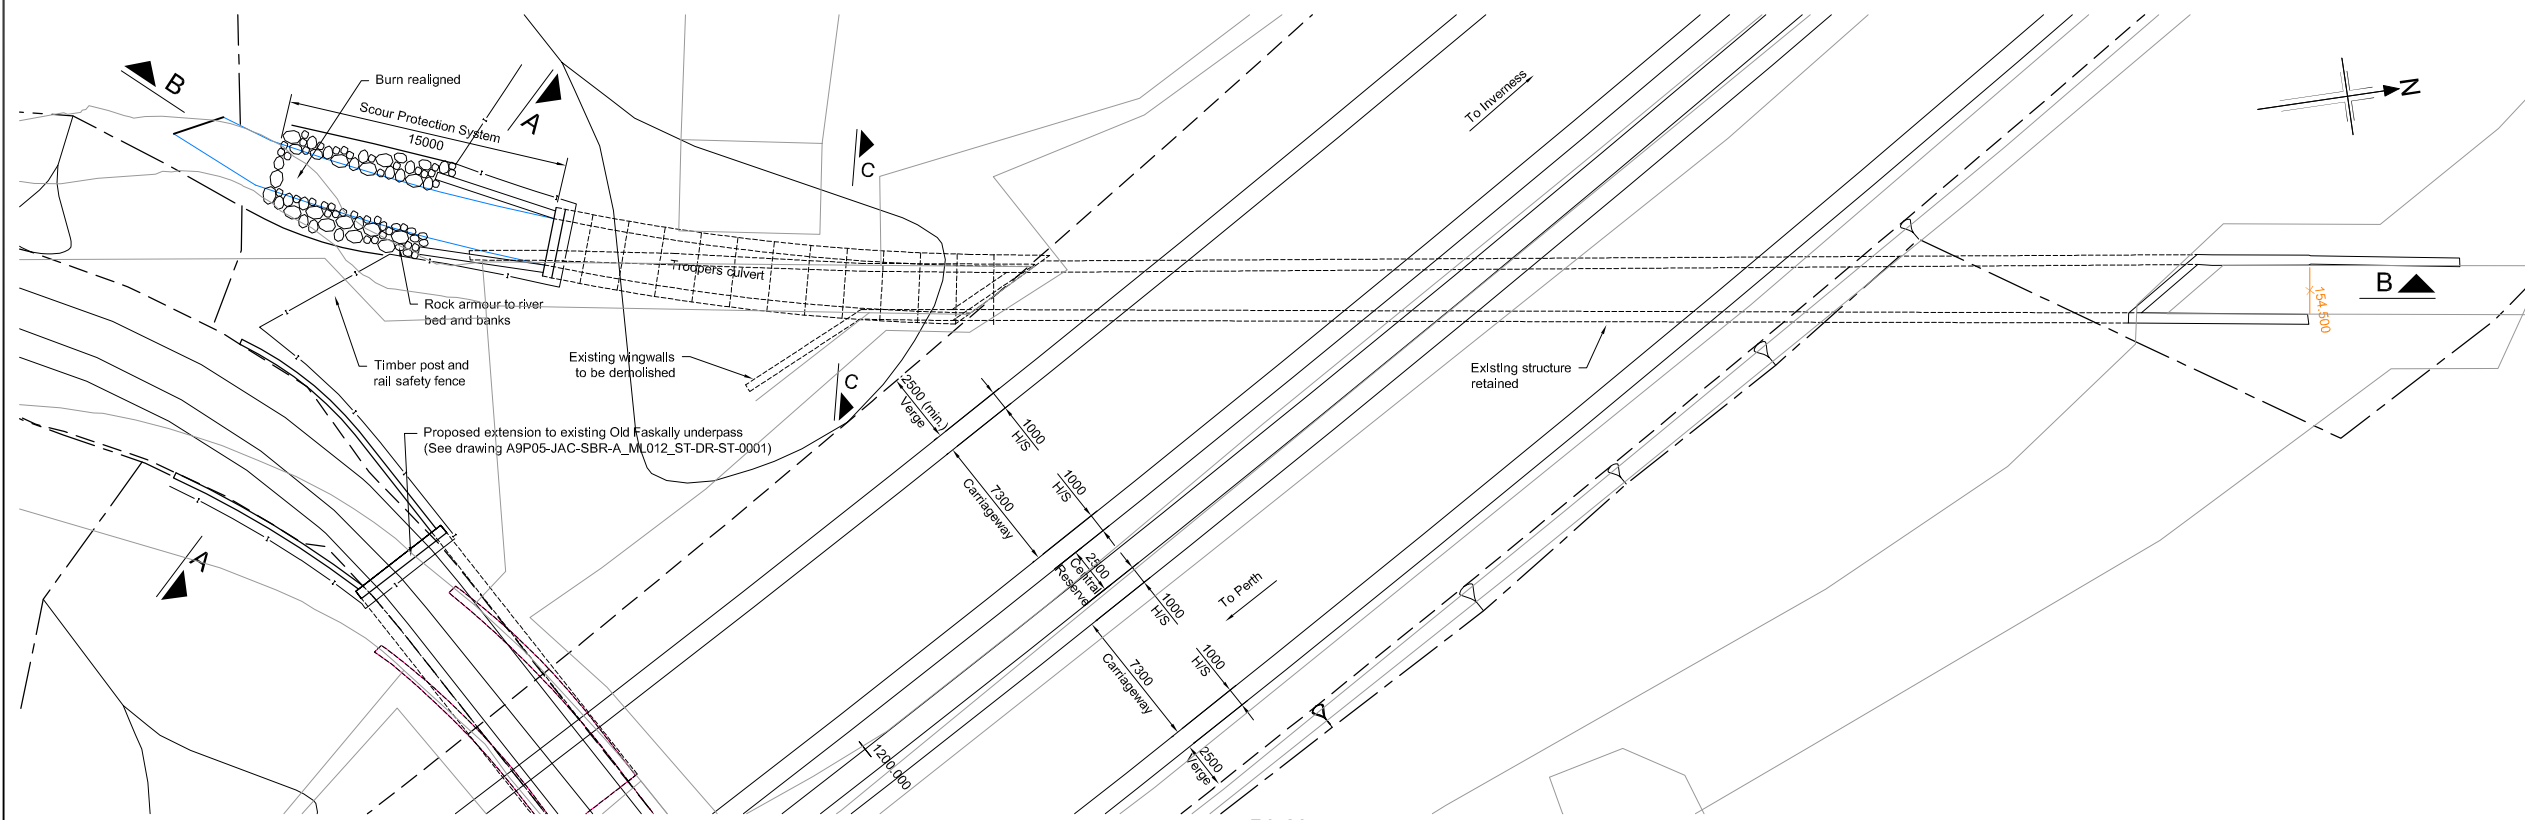 B
Burn realigned
A
Scour Protection System
15000
C
To Inverness
N
Troopers culvert
B
154.500
Rock armour to river
bed and banks
Timber post and
rail safety fence
Existing wingwalls
to be demolished
C
Existing structure
retained
2500 (min.)
Verge
1000
H/S
Proposed extension to existing Old Faskally underpass
(See drawing A9P05-JAC-SBR-A_ML012_ST-DR-ST-0001)
7300
Carriageway
1000
H/S
A
2500
Central
Reserve
1000
H/S
To Perth
7300
Carriageway
1000
H/S
2500
Verge
1200.000